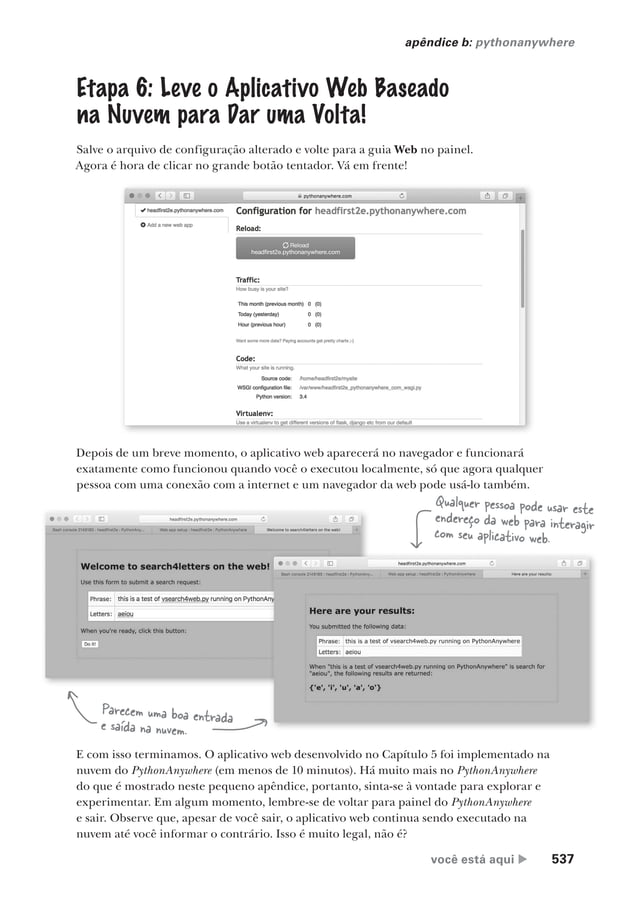 apêndice b: pythonanywhere
Etapa 6: Leve o Aplicativo Web Baseado
na Nuvem para Dar uma Volta!
Salve o arquivo de configuração alterado e volte para a guia Web no painel.
Agora é hora de clicar no grande botão tentador. Vá em frente!
pythonanywhere.com
headfirst2e.pythonanywhere.com
Add a new web app
Configuration for headfirst2e.pythonanywhere.com
Reload:
Reload
headfirst2e.pythonanywhere.com
Traffic:
How busy is your site?
This month (previous month) 0 (0)
Today (yesterday) 0 (0)
Hour (previous hour) 0 (0)
Want some more data? Paying accounts get pretty charts ;-)
Code:
What your site is running.
Source code: /home/headfirst2e/mysite
WSGI configuration file: /var/www/headfirst2e_pythonanywhere_com_wsgi.py
Python version: 3.4
Virtualenv:
Use a virtualenv to get different versions of flask, django etc from our default
Depois de um breve momento, o aplicativo web aparecerá no navegador e funcionará
exatamente como funcionou quando você o executou localmente, só que agora qualquer
pessoa com uma conexão com a internet e um navegador da web pode usá-lo também.
Qualquer pessoa pode usar este
endereço da web para interagir
com seu aplicativo web.
headfirst2e.pythonanywhere.com
Bash console 2149185 : headfirst2e : PythonAny... Web app setup : headfirst2e : PythonAnywhere Welcome to search4letters on the web!
Welcome to search4letters on the web!
Use this form to submit a search request:
Phrase: this is a test of vsearch4web.py running on PythonAny
Letters: aeiou
When you're ready, click this button:
Do it!
headfirst2e.pythonanywhere.com
Bash console 2149185 : headfirst2e : PythonAny... Web app setup : headfirst2e : PythonAnywhere Here are your results:
Here are your results:
You submitted the following data:
Phrase: this is a test of vsearch4web.py running on PythonAnywhere
Letters: aeiou
When "this is a test of vsearch4web.py running on PythonAnywhere" is search for
"aeiou", the following results are returned:
{'e', 'i', 'u', 'a', 'o'}
Parecem uma boa entrada
e saída na nuvem.
E com isso terminamos. O aplicativo web desenvolvido no Capítulo 5 foi implementado na
nuvem do PythonAnywhere (em menos de 10 minutos). Há muito mais no PythonAnywhere
do que é mostrado neste pequeno apêndice, portanto, sinta-se à vontade para explorar e
experimentar. Em algum momento, lembre-se de voltar para painel do PythonAnywhere
e sair. Observe que, apesar de você sair, o aplicativo web continua sendo executado na
nuvem até você informar o contrário. Isso é muito legal, não é?
você está aqui 537